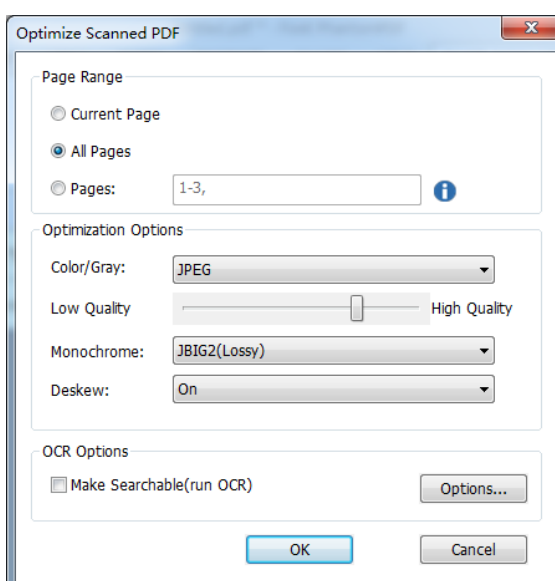 Optimize Scanned PDF
Page Range
Current Page
All Pages
Pages: 1-3,
Optimization Options
Color/Gray: JPEG
Low Quality High Quality
Monochrome: JBIG2(Lossy)
Deskew: On
OCR Options
Make Searchable(run OCR) Options...
OK Cancel